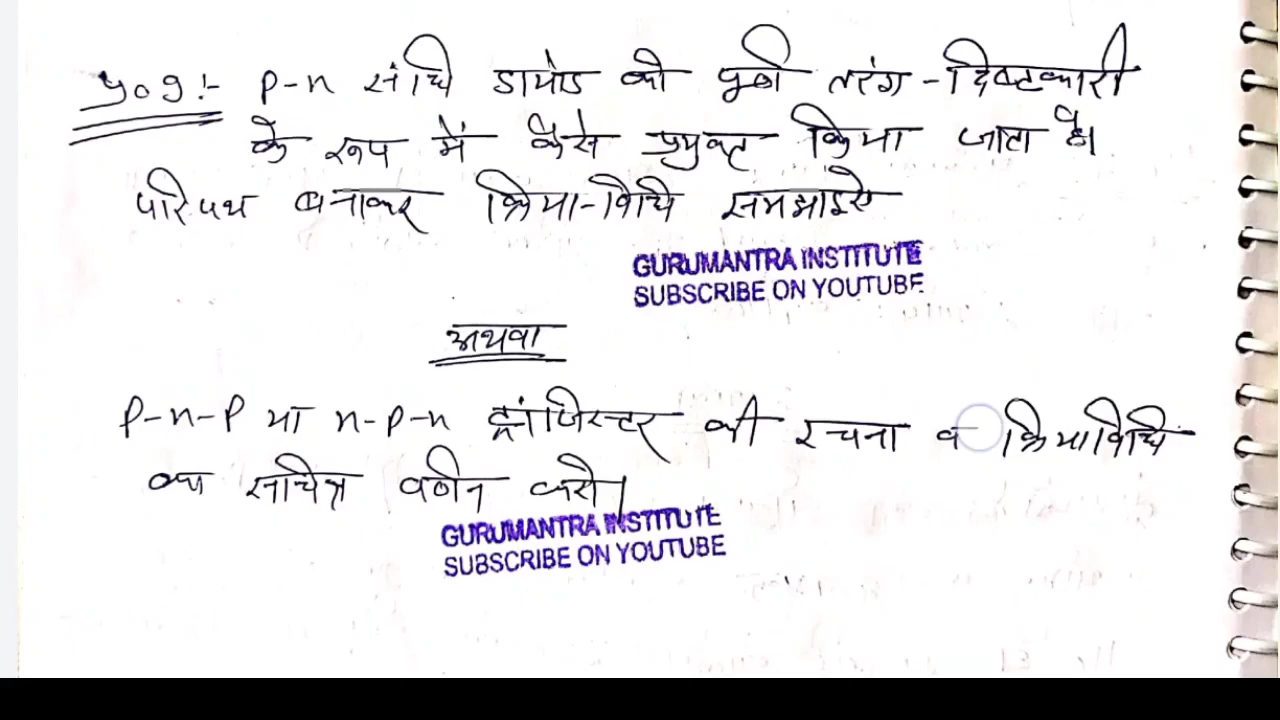 प्र०9:- p-n संधि डायोड को पूर्ण तरंग-दिष्टकारी
के रूप में कैसे प्रयुक्त किया जाता है।
परिपथ बनाकर क्रिया-विधि समझाइये
GURUMANTRA INSTITUTE
SUBSCRIBE ON YOUTUBE
अथवा
P-n-P या n-p-n ट्रांजिस्टर की रचना व क्रियाविधि
का सचित्र वर्णन करो।
GURUMANTRA INSTITUTE
SUBSCRIBE ON YOUTUBE